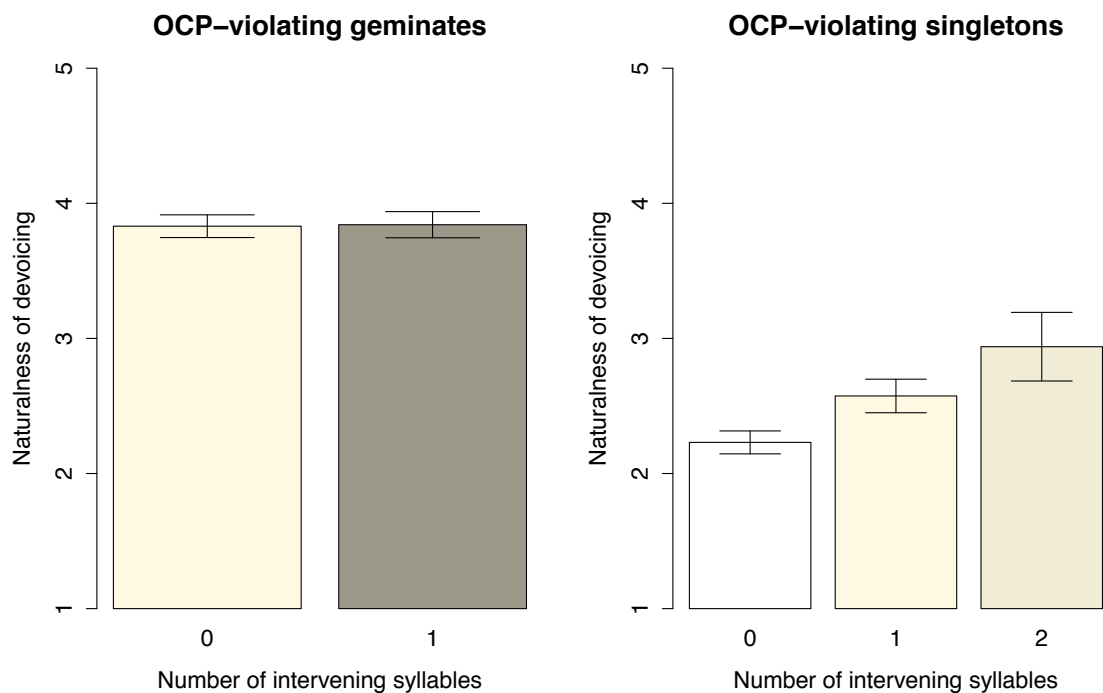 OCP−violating geminates
Naturalness of devoicing
5
4
3
2
1
0
1
Number of intervening syllables
OCP−violating singletons
Naturalness of devoicing
5
4
3
2
1
0
1
2
Number of intervening syllables